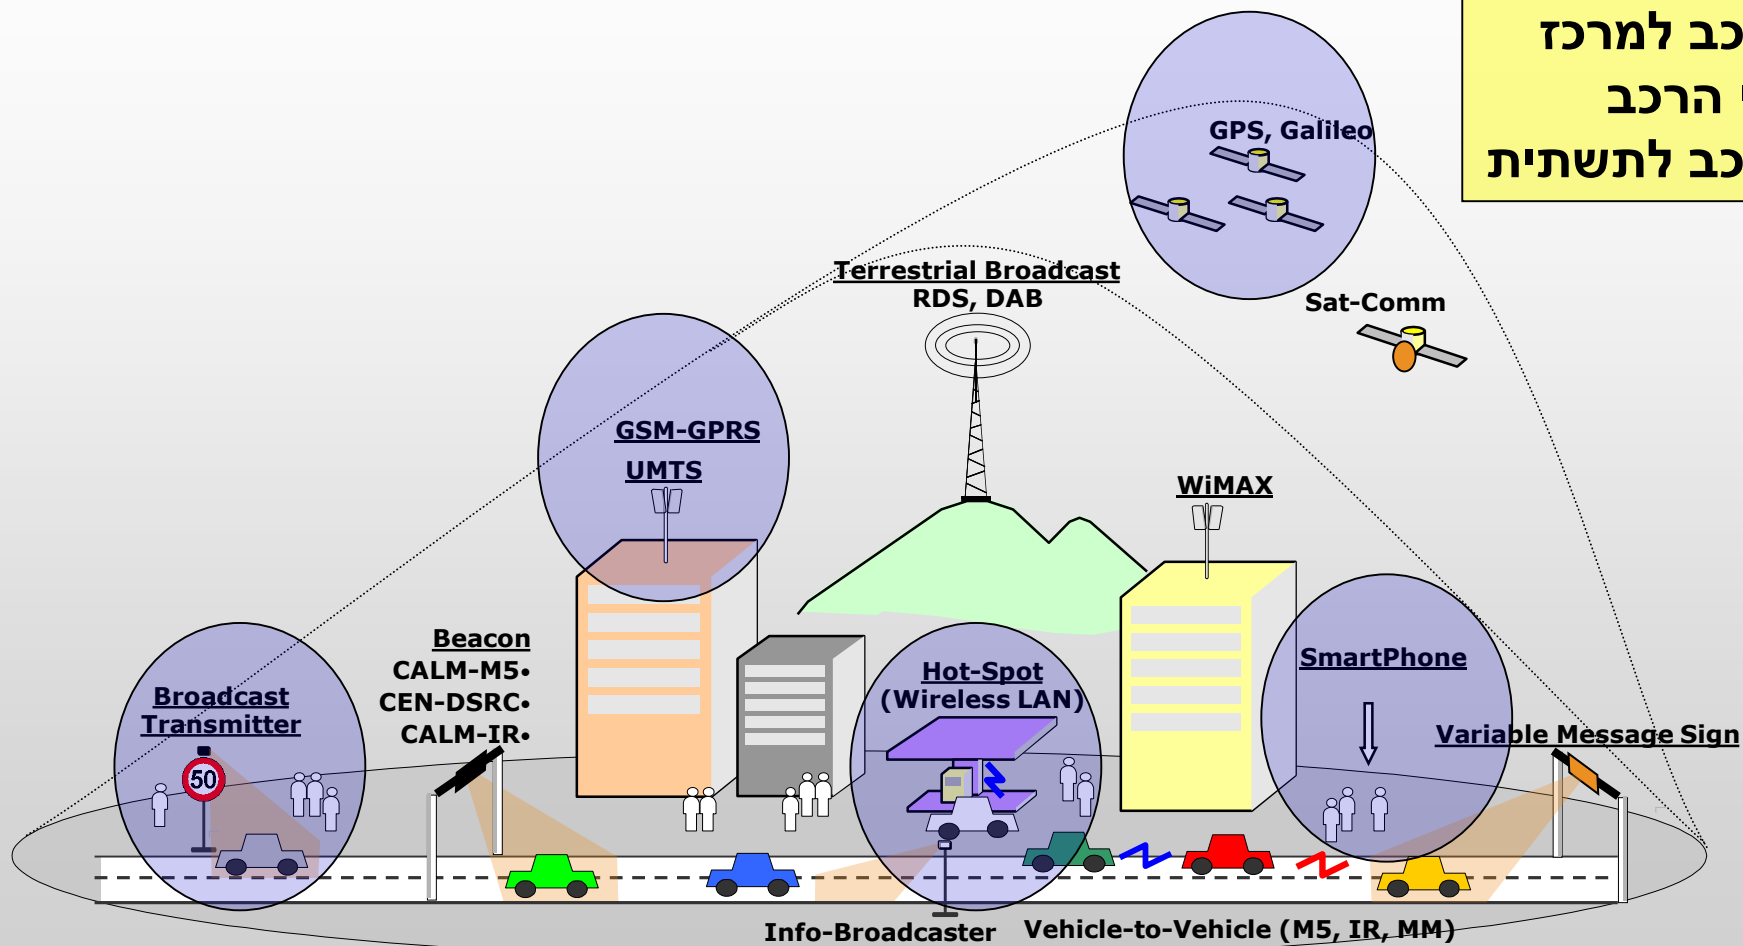 כב למרכז
הרכב
כב לתשתית
GPS, Galileo
Terrestrial Broadcast
RDS, DAB
Sat-Comm
GSM-GPRS
UMTS
WiMAX
Beacon
CALM-M5•
CEN-DSRC•
CALM-IR•
Broadcast
Transmitter
50
Hot-Spot
(Wireless LAN)
SmartPhone
Variable Message Sign
Info-Broadcaster
Vehicle-to-Vehicle (M5, IR, MM)